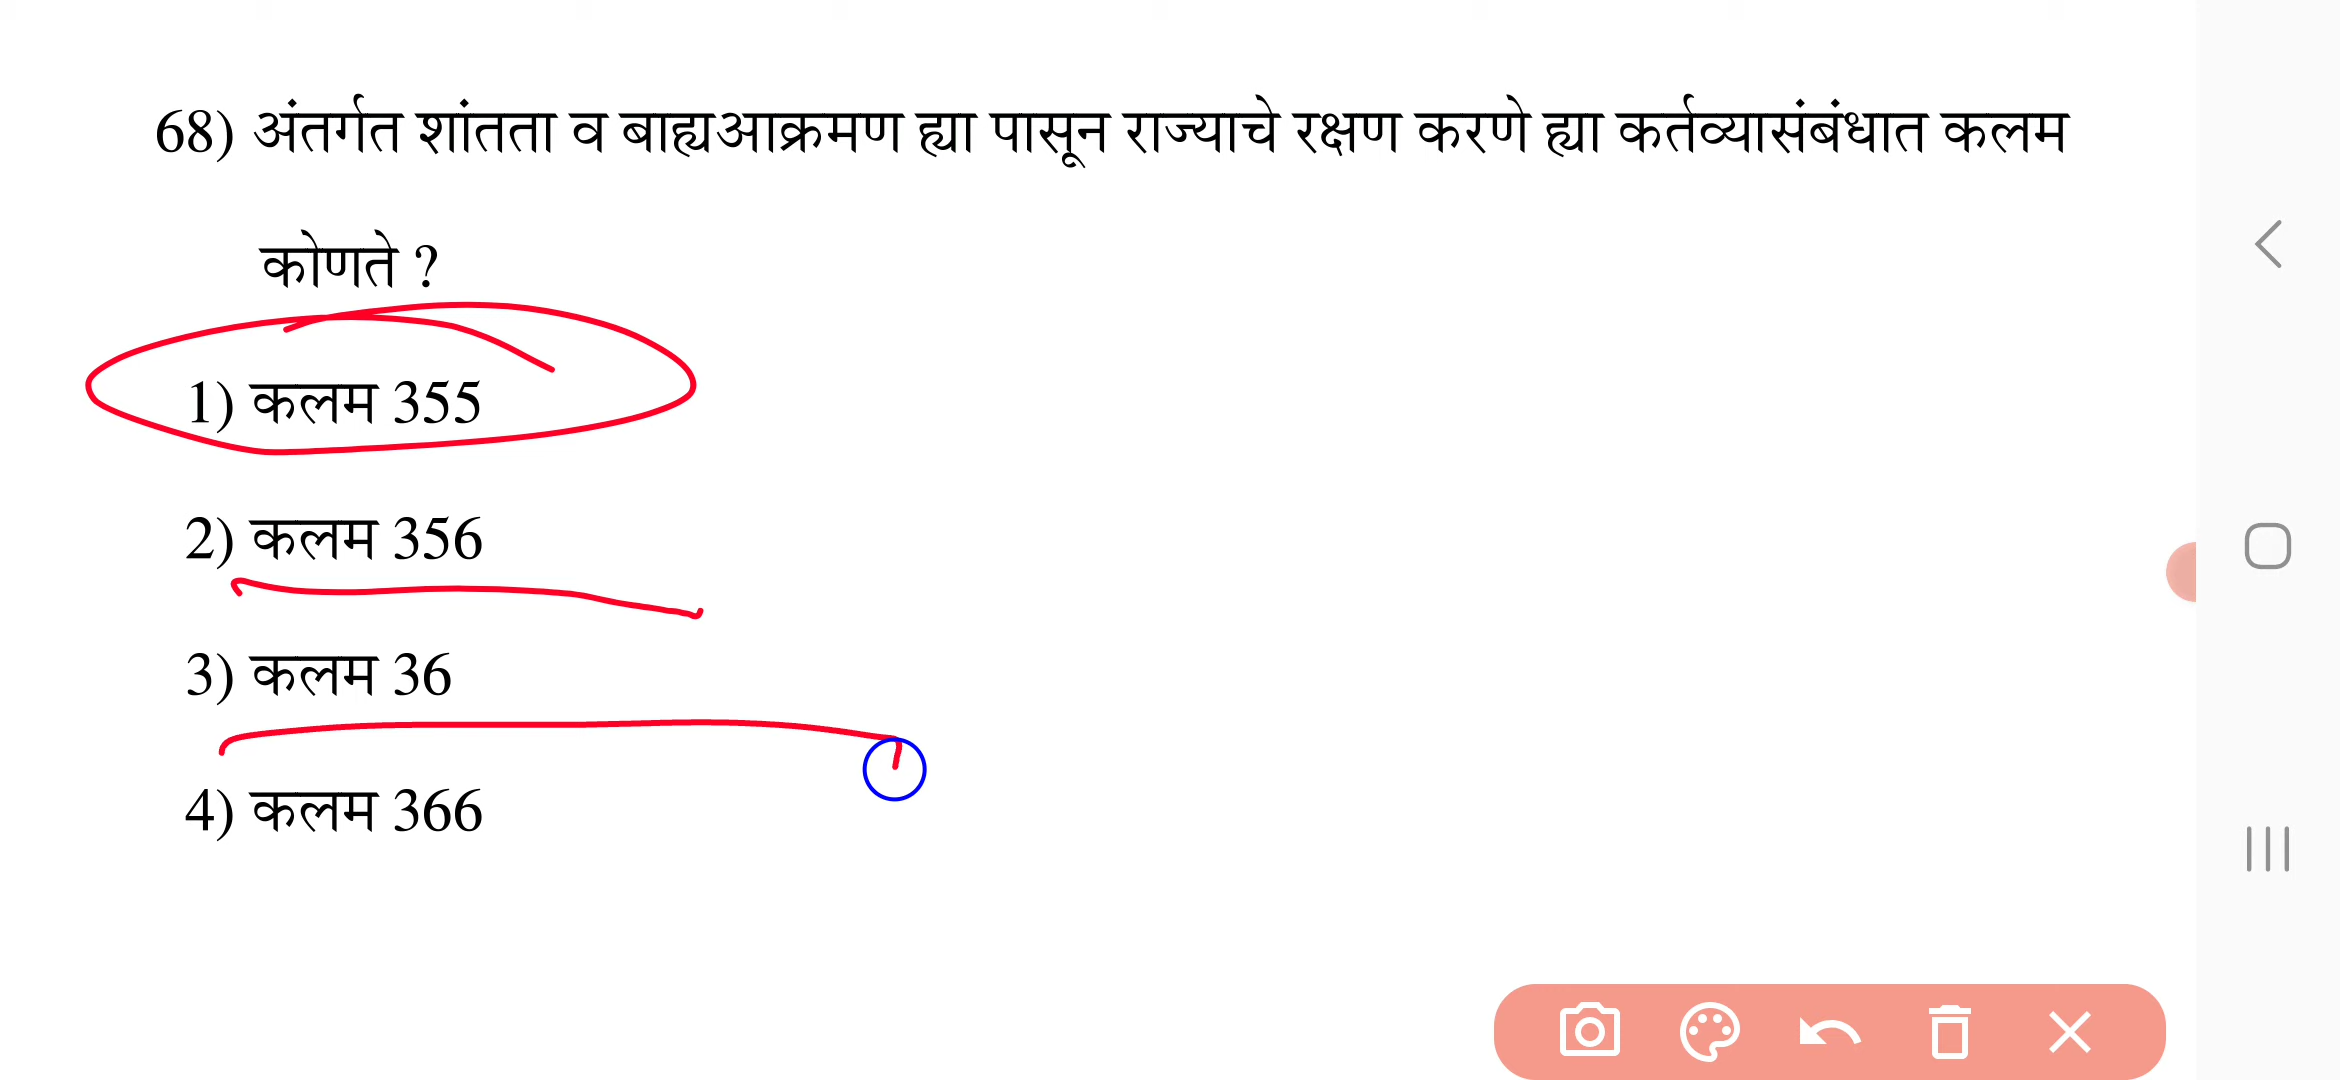 68) अंतर्गत शांतता व बाह्यआक्रमण ह्या पासून राज्याचे रक्षण करणे ह्या कर्तव्यासंबंधात कलम
कोणते ?
1) कलम 355
2) कलम 356
3) कलम 36
4) कलम 366